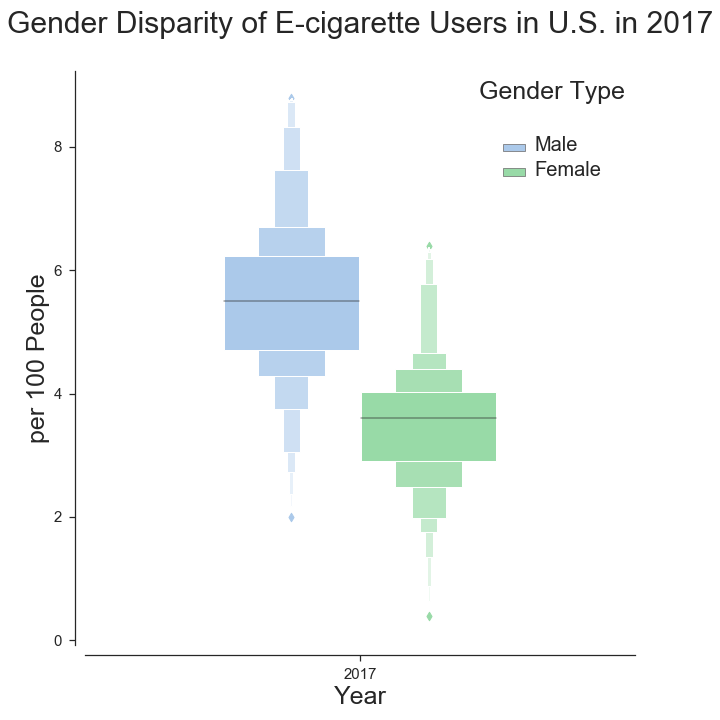 Gender Disparity of E-cigarette Users in U.S. in 2017
Gender Type
Male
Female
per 100 People
8
6
4
2
0
2017
Year